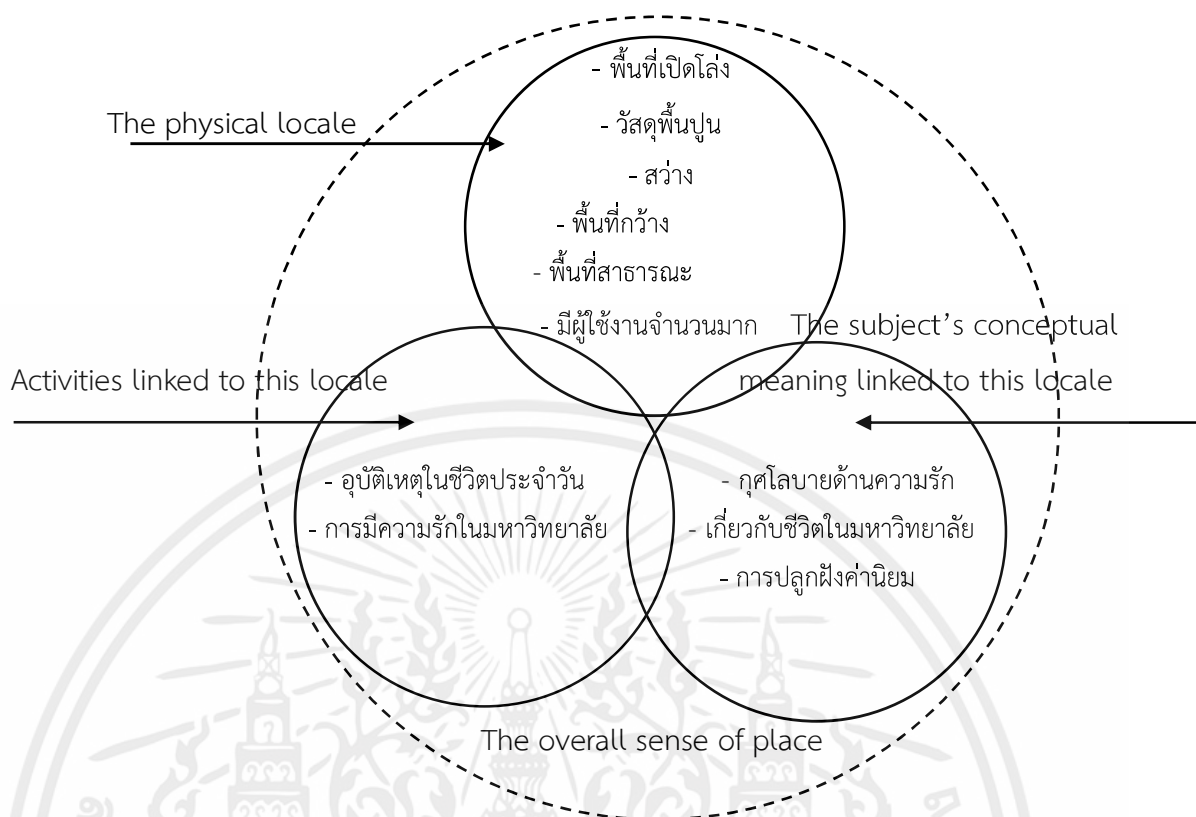 - พื้นที่เปิดโล่ง
The physical locale
- วัสดุพื้นปูน
- สว่าง
- พื้นที่กว้าง
- พื้นที่สาธารณะ
- มีผู้ใช้งานจำนวนมาก
The subject's conceptual
meaning linked to this locale
Activities linked to this locale
- อุบัติเหตุในชีวิตประจำวัน
- การมีความรักในมหาวิทยาลัย
- กุศโลบายด้านความรัก
- เกี่ยวกับชีวิตในมหาวิทยาลัย
- การปลูกฝังค่านิยม
The overall sense of place